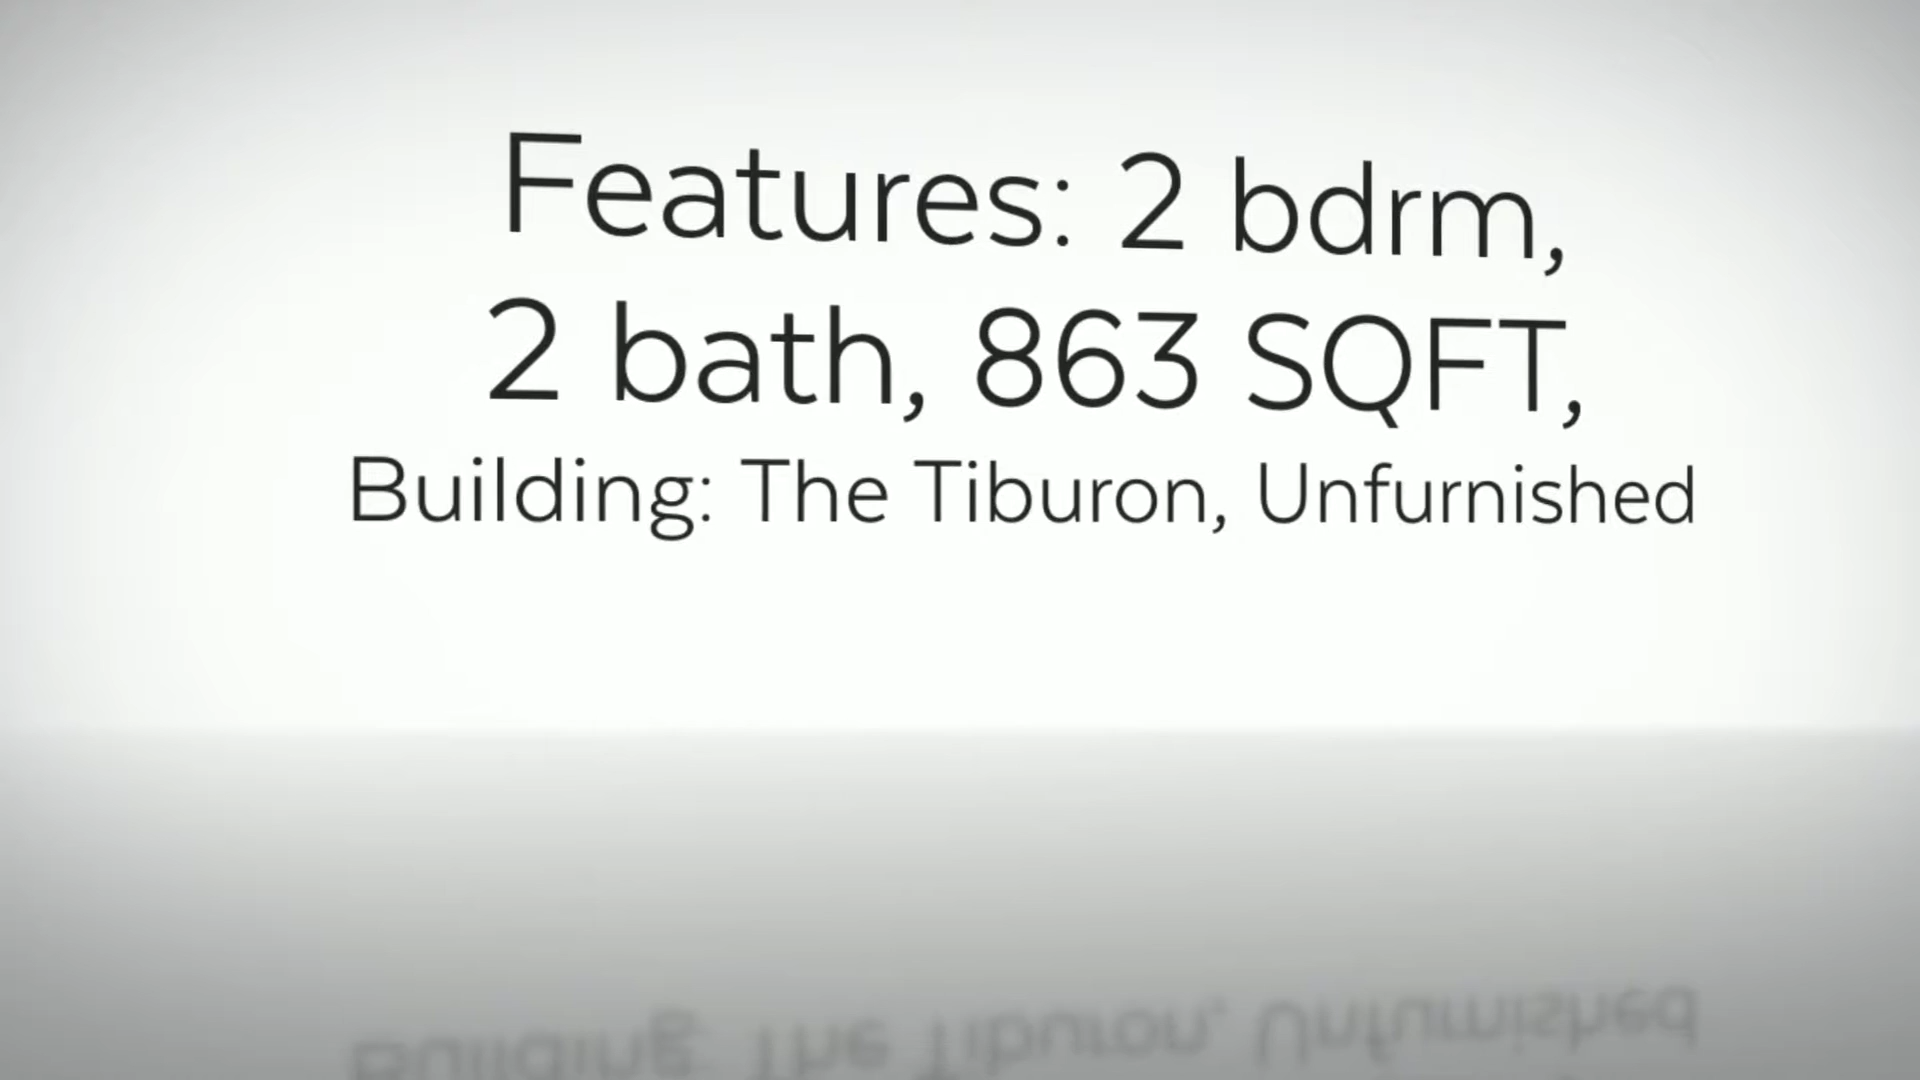 Features: 2 bdrm,
2 bath, 863 SQFT,
Building: The Tiburon, Unfurnished